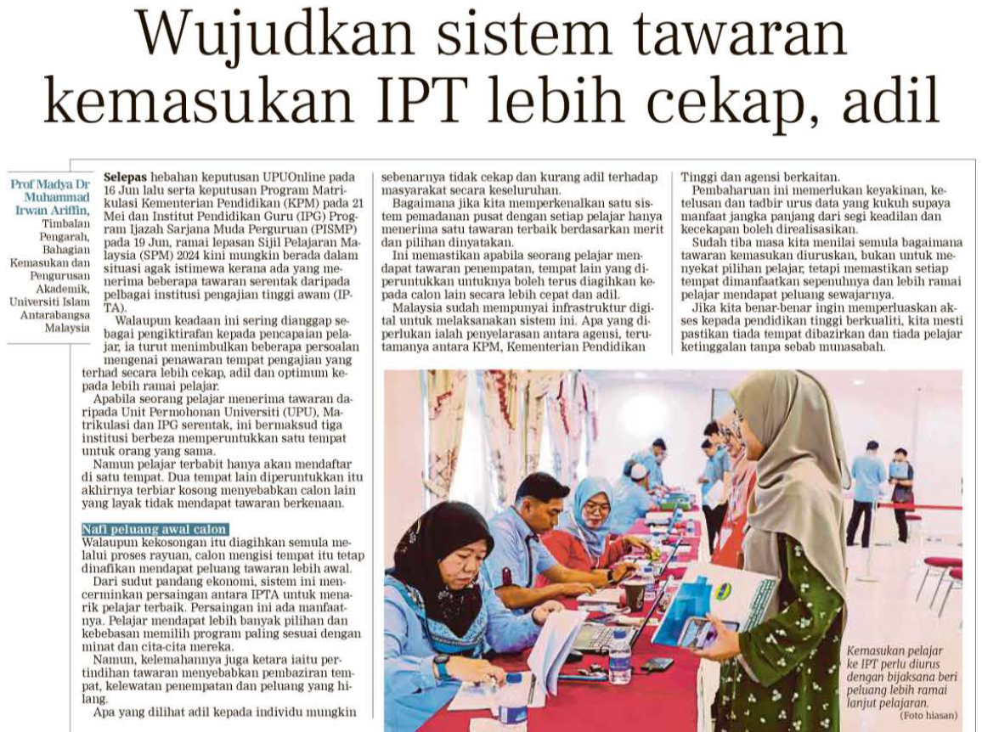 Wujudkan sistem tawaran
kemasukan IPT lebih cekap, adil
Prof Madya Dr
Muhammad
Irwan Ariffin,
Timbalan
Pengarah,
Bahagian
Kemasukan dan
Pengurusan
Akademik,
Universiti Islam
Antarabangsa
Malaysia
Selepas hebahan keputusan UPUOnline pada
16 Jun lalu serta keputusan Program Matri-
kulasi Kementerian Pendidikan (KPM) pada 21
Mei dan Institut Pendidikan Guru (IPG) Prog-
ram Ijazah Sarjana Muda Perguruan (PISMP)
pada 19 Jun, ramai lepasan Sijil Pelajaran Ma-
laysia (SPM) 2024 kini mungkin berada dalam
situasi agak istimewa kerana ada yang me-
nerima beberapa tawaran serentak daripada
pelbagai institusi pengajian tinggi awam (IP-
TA).
Walaupun keadaan ini sering dianggap se-
bagai pengiktirafan kepada pencapaian pela-
jar, ia turut menimbulkan beberapa persoalan
mengenai penawaran tempat pengajian yang
terhad secara lebih cekap, adil dan optimum ke-
pada lebih ramai pelajar.
Apabila seorang pelajar menerima tawaran da-
ripada Unit Permohonan Universiti (UPU), Ma-
trikulasi dan IPG serentak, ini bermaksud tiga
institusi berbeza memperuntukkan satu tempat
untuk orang yang sama.
Namun pelajar terbabit hanya akan mendaftar
di satu tempat. Dua tempat lain diperuntukkan itu
akhirnya terbiar kosong menyebabkan calon lain
yang layak tidak mendapat tawaran berkenaan.
Nafi peluang awal calon
Walaupun kekosongan itu diagihkan semula me-
lalui proses rayuan, calon mengisi tempat itu tetap
dinafikan mendapat peluang tawaran lebih awal.
Dari sudut pandang ekonomi, sistem ini men-
cerminkan persaingan antara IPTA untuk mena-
rik pelajar terbaik. Persaingan ini ada manfaat-
nya. Pelajar mendapat lebih banyak pilihan dan
kebebasan memilih program paling sesuai dengan
minat dan cita-cita mereka.
Namun, kelemahannya juga ketara iaitu per-
tindihan tawaran menyebabkan pembaziran tem-
pat, kelewatan penempatan dan peluang yang hi-
lang.
Apa yang dilihat adil kepada individu mungkin
sebenarnya tidak cekap dan kurang adil terhadap
masyarakat secara keseluruhan.
Bagaimana jika kita memperkenalkan satu sis-
tem pemadanan pusat dengan setiap pelajar hanya
menerima satu tawaran terbaik berdasarkan merit
dan pilihan dinyatakan.
Ini memastikan apabila seorang pelajar men-
dapat tawaran penempatan, tempat lain yang di-
peruntukkan untuknya boleh terus diagihkan ke-
pada calon lain secara lebih cepat dan adil.
Malaysia sudah mempunyai infrastruktur digi-
tal untuk melaksanakan sistem ini. Apa yang di-
perlukan ialah penyelarasan antara agensi, teru-
tamanya antara KPM, Kementerian Pendidikan
Tinggi dan agensi berkaitan.
Pembaharuan ini memerlukan keyakinan, ke-
telusan dan tadbir urus data yang kukuh supaya
manfaat jangka panjang dari segi keadilan dan
kecekapan boleh direalisasikan.
Sudah tiba masa kita menilai semula bagaimana
tawaran kemasukan diuruskan, bukan untuk me-
nyekat pilihan pelajar, tetapi memastikan setiap
tempat dimanfaatkan sepenuhnya dan lebih ramai
pelajar mendapat peluang sewajarnya.
Jika kita benar-benar ingin memperluaskan ak-
ses kepada pendidikan tinggi berkualiti, kita mesti
pastikan tiada tempat dibazirkan dan tiada pelajar
ketinggalan tanpa sebab munasabah.
Kemasukan pelajar
ke IPT perlu diurus
dengan bijaksana beri
peluang lebih ramai
lanjut pelajaran.
(Foto hiasan)